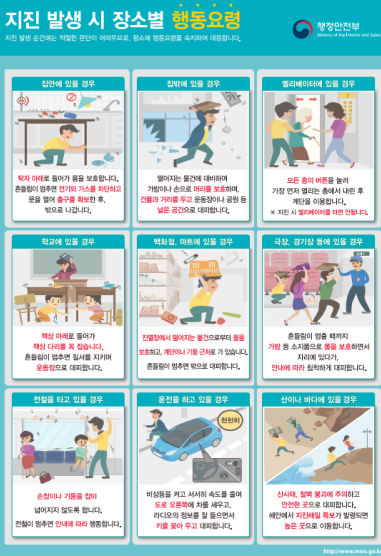 지진 발생 시 장소별 행동요령
지진 발생 순간에는 적절한 판단이 어려우므로, 평소에 행동요령을 숙지하여 대응합니다.
행정안전부
Ministry of the Interior and Safety
집안에 있을 경우
탁자 아래로 들어가 몸을 보호합니다.
흔들림이 멈추면 전기와 가스를 차단하고
문을 열어 출구를 확보한 후,
밖으로 나갑니다.
집밖에 있을 경우
떨어지는 물건에 대비하여
가방이나 손으로 머리를 보호하며,
건물과 거리를 두고 운동장이나 공원 등
넓은 공간으로 대피합니다.
엘리베이터에 있을 경우
모든 층의 버튼을 눌러
가장 먼저 열리는 층에서 내린 후
계단을 이용합니다.
※ 지진 시 엘리베이터를 타면 안됩니다.
학교에 있을 경우
책상 아래로 들어가
책상 다리를 꼭 잡습니다.
흔들림이 멈추면 질서를 지키며
운동장으로 대피합니다.
백화점, 마트에 있을 경우
진열장에서 떨어지는 물건으로부터 몸을
보호하고, 계단이나 기둥 근처로 가 있습니다.
흔들림이 멈추면 밖으로 대피합니다.
극장, 경기장 등에 있을 경우
흔들림이 멈출 때까지
가방 등 소지품으로 몸을 보호하면서
자리에 있다가,
안내에 따라 침착하게 대피합니다.
전철을 타고 있을 경우
손잡이나 기둥을 잡아
넘어지지 않도록 합니다.
전철이 멈추면 안내에 따라 행동합니다.
운전을 하고 있을 경우
천천히
비상등을 켜고 서서히 속도를 줄여
도로 오른쪽에 차를 세우고,
라디오의 정보를 잘 들으면서
키를 꽂아 두고 대피합니다.
산이나 바다에 있을 경우
산사태, 절벽 붕괴에 주의하고
안전한 곳으로 대피합니다.
해안에서 지진해일 특보가 발령되면
높은 곳으로 이동합니다.
http://www.mois.go.k